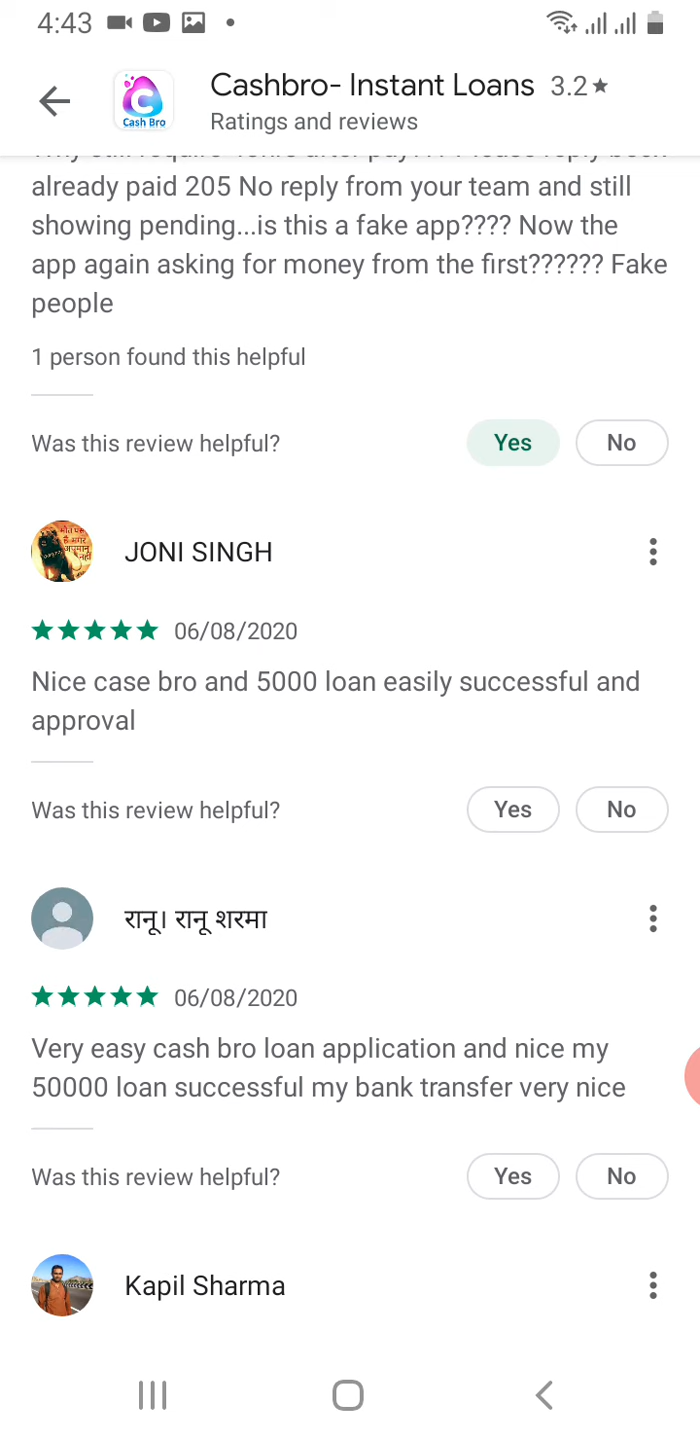 4:43
Cashbro- Instant Loans 3.2★
Cash Bro
Ratings and reviews
already paid 205 No reply from your team and still
showing pending...is this a fake app???? Now the
app again asking for money from the first?????? Fake
people
1 person found this helpful
Was this review helpful? Yes No
JONI SINGH
06/08/2020
Nice case bro and 5000 loan easily successful and
approval
Was this review helpful? Yes No
रानू। रानू शरमा
06/08/2020
Very easy cash bro loan application and nice my
50000 loan successful my bank transfer very nice
Was this review helpful? Yes No
Kapil Sharma